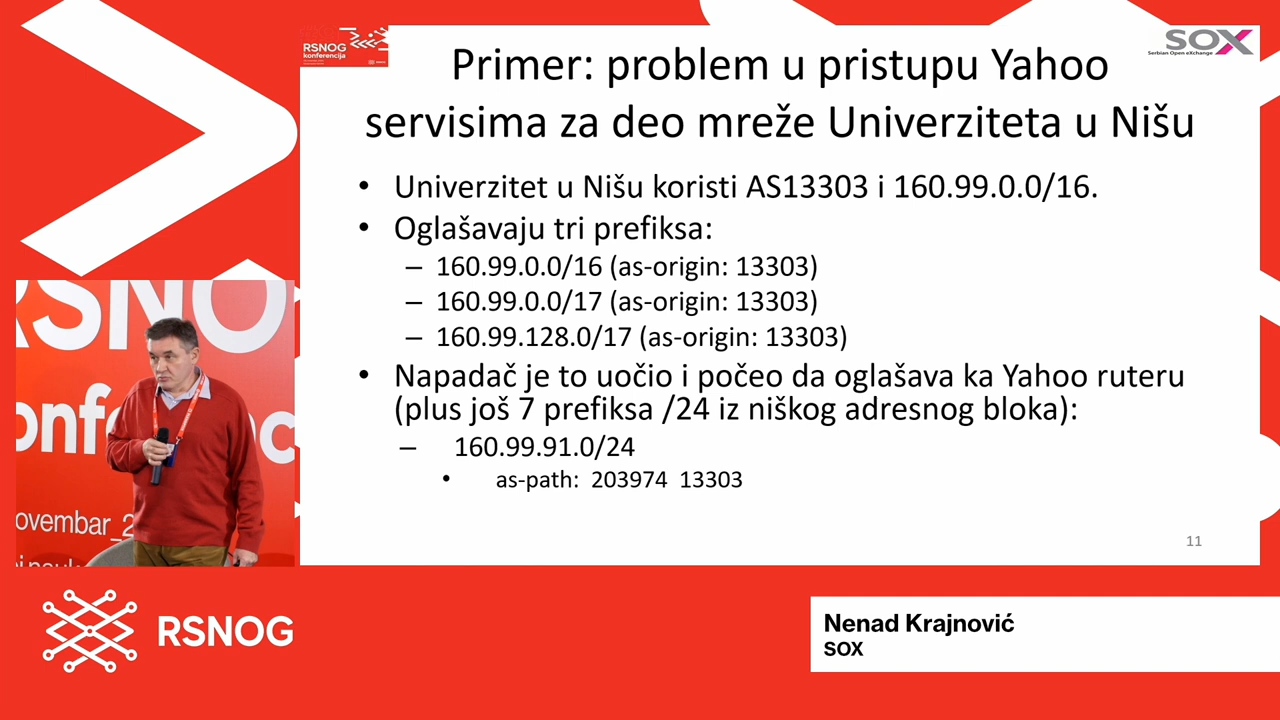 RSNOG
konferencija
SOX
Serbian Open eXchange
Primer: problem u pristupu Yahoo
servisima za deo mreže Univerziteta u Nišu
• Univerzitet u Nišu koristi AS13303 i 160.99.0.0/16.
• Oglašavaju tri prefiksa:
– 160.99.0.0/16 (as-origin: 13303)
– 160.99.0.0/17 (as-origin: 13303)
– 160.99.128.0/17 (as-origin: 13303)
• Napadač je to uočio i počeo da oglašava ka Yahoo ruteru
(plus još 7 prefiksa /24 iz niškog adresnog bloka):
– 160.99.91.0/24
• as-path: 203974 13303
11
RSNO
onf c
ovembar_2
RSNOG
Nenad Krajnović
SOX